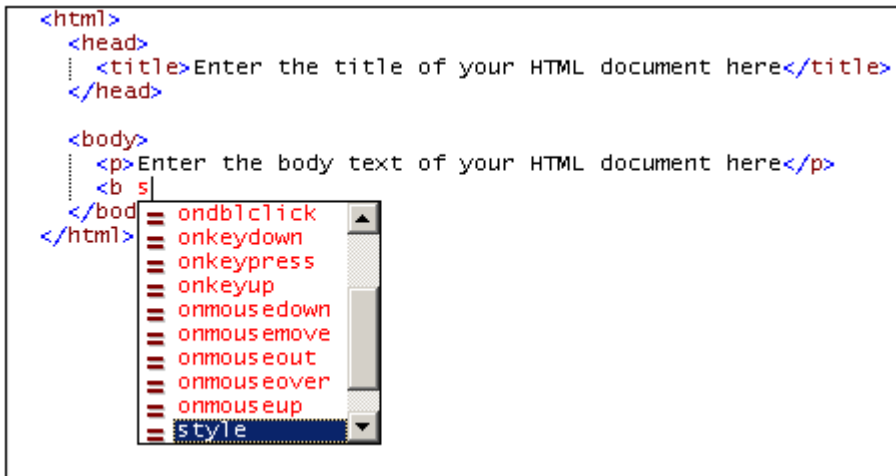 <html>
<head>
<title>Enter the title of your HTML document here</title>
</head>
<body>
<p>Enter the body text of your HTML document here</p>
<b s
</bod
</html>
ondblclick
onkeydown
onkeypress
onkeyup
onmousedown
onmousemove
onmouseout
onmouseover
onmouseup
style